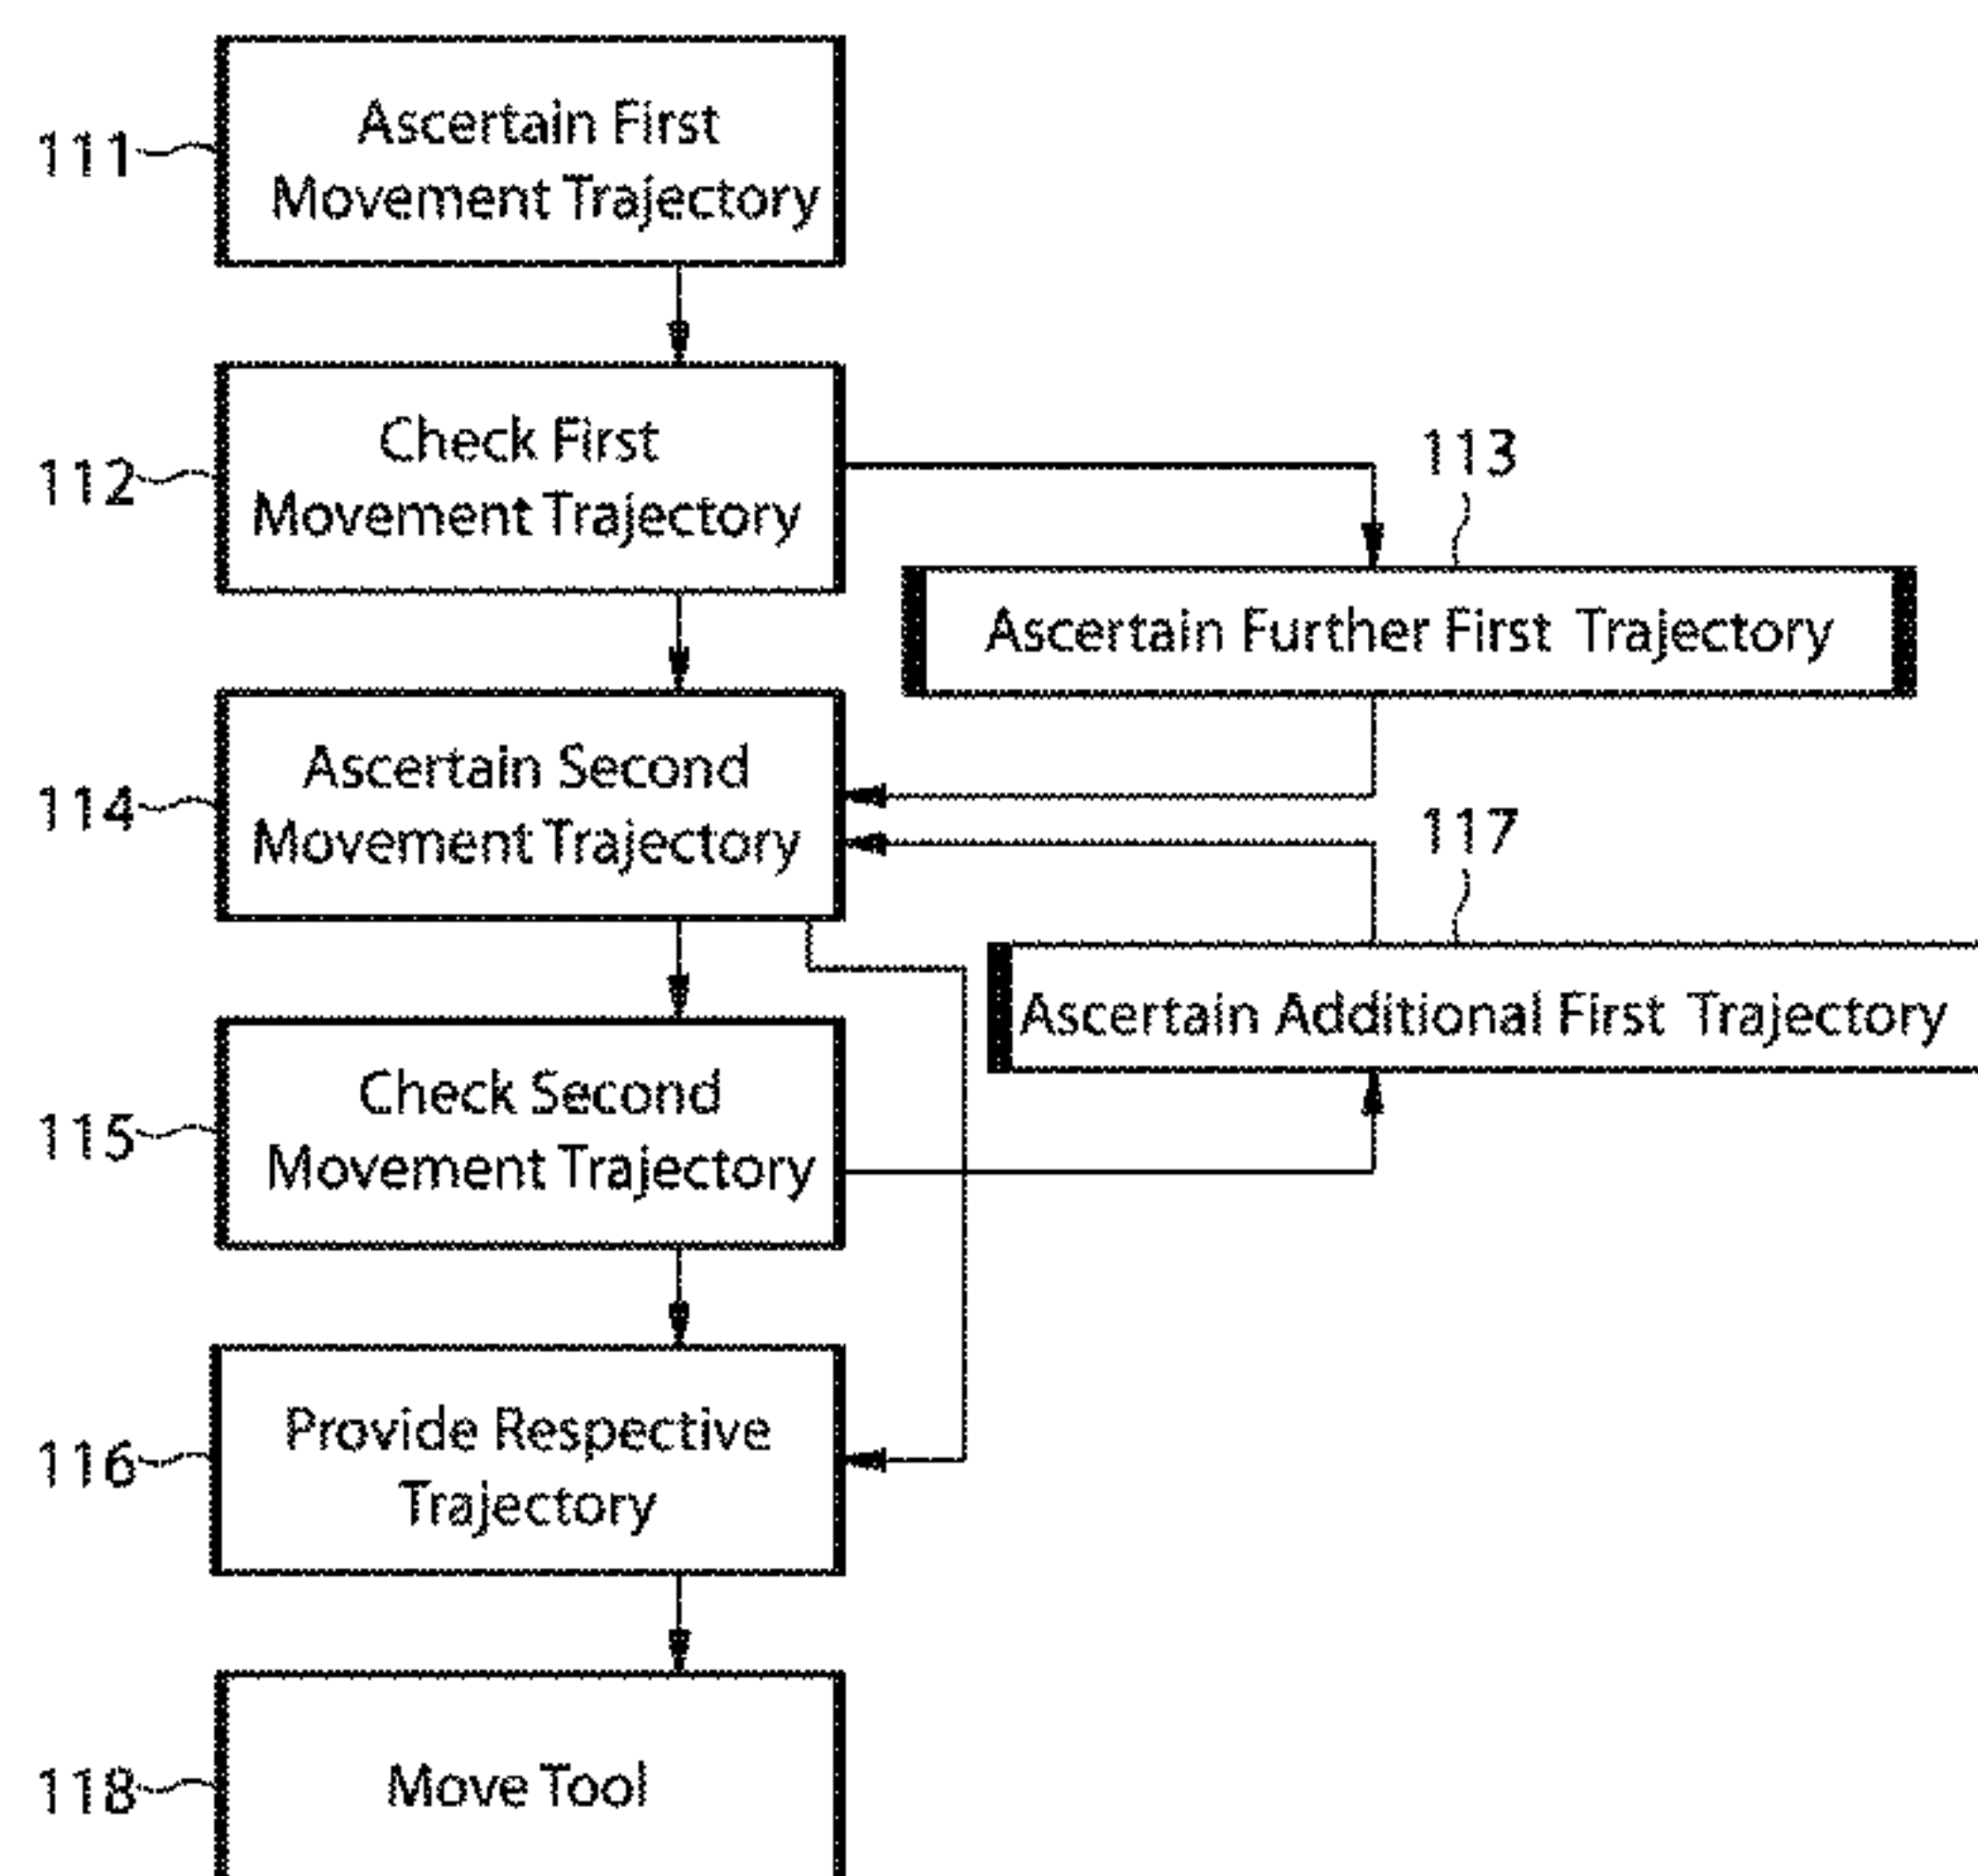 111
Ascertain First
Movement Trajectory
112
Check First
Movement Trajectory
113
Ascertain Further First Trajectory
114
Ascertain Second
Movement Trajectory
117
Ascertain Additional First Trajectory
115
Check Second
Movement Trajectory
116
Provide Respective
Trajectory
118
Move Tool